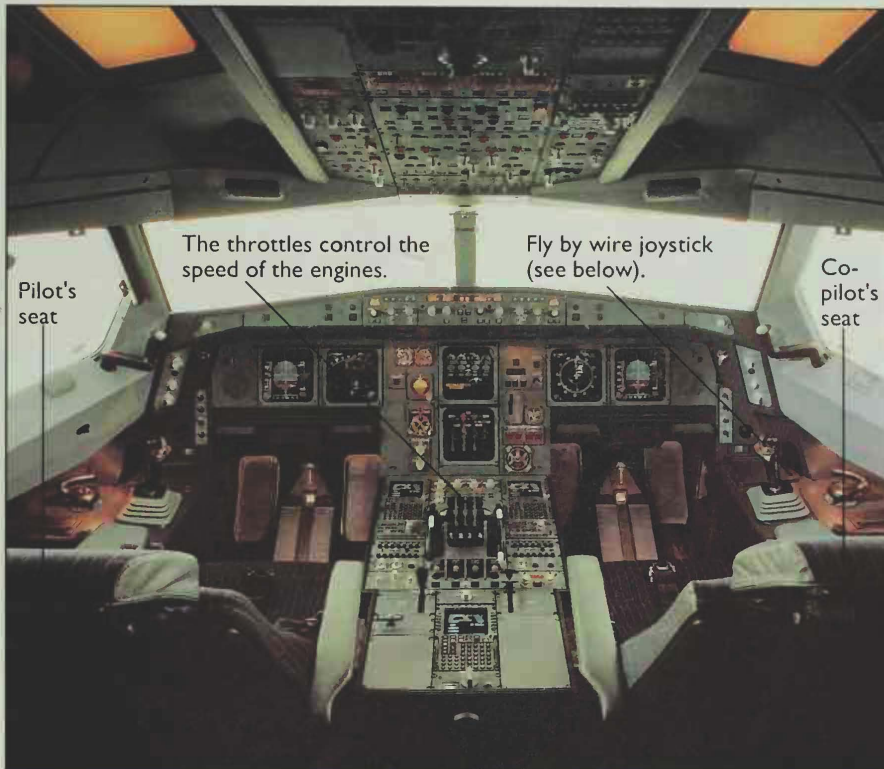 The throttles control the
speed of the engines.
Fly by wire joystick
(see below).
Pilot's
seat
Co-
pilot's
seat